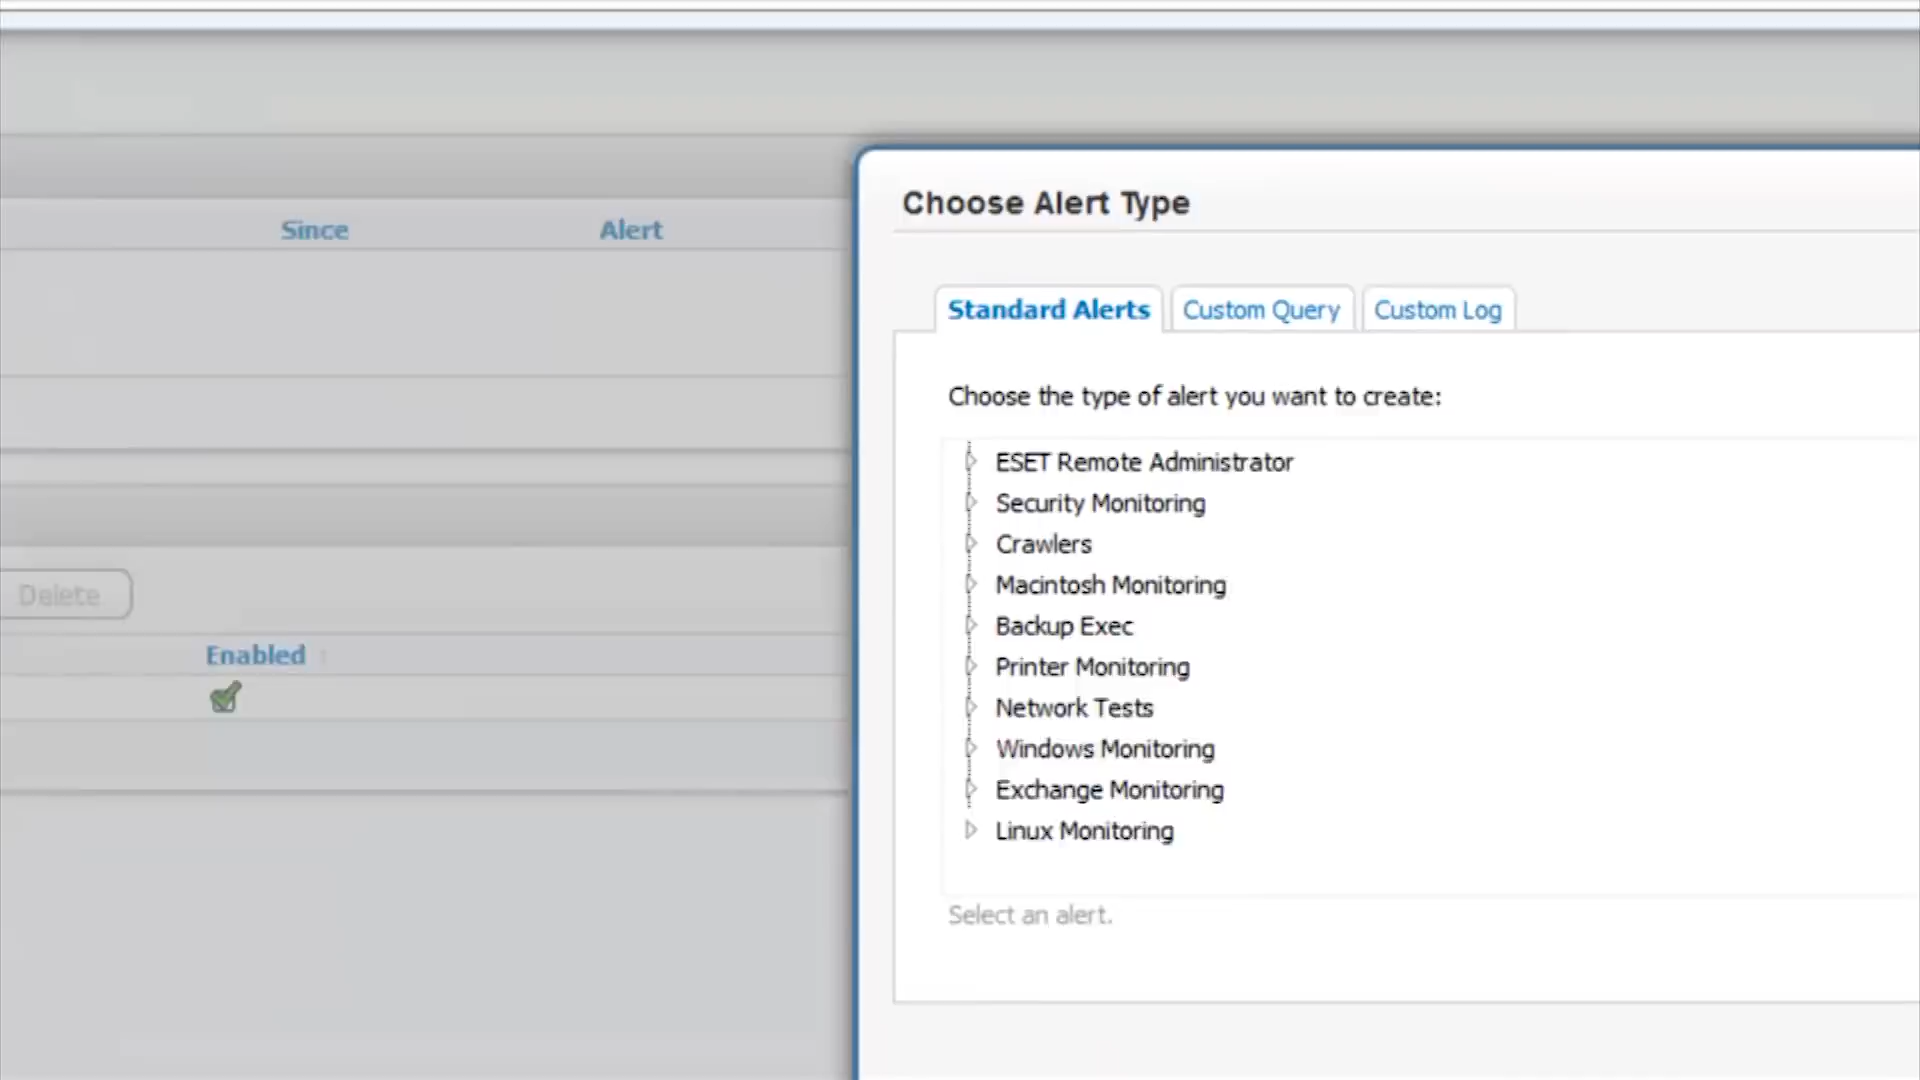 Since Alert
Delete
Enabled
Choose Alert Type
Standard Alerts Custom Query Custom Log
Choose the type of alert you want to create:
ESET Remote Administrator
Security Monitoring
Crawlers
Macintosh Monitoring
Backup Exec
Printer Monitoring
Network Tests
Windows Monitoring
Exchange Monitoring
Linux Monitoring
Select an alert.